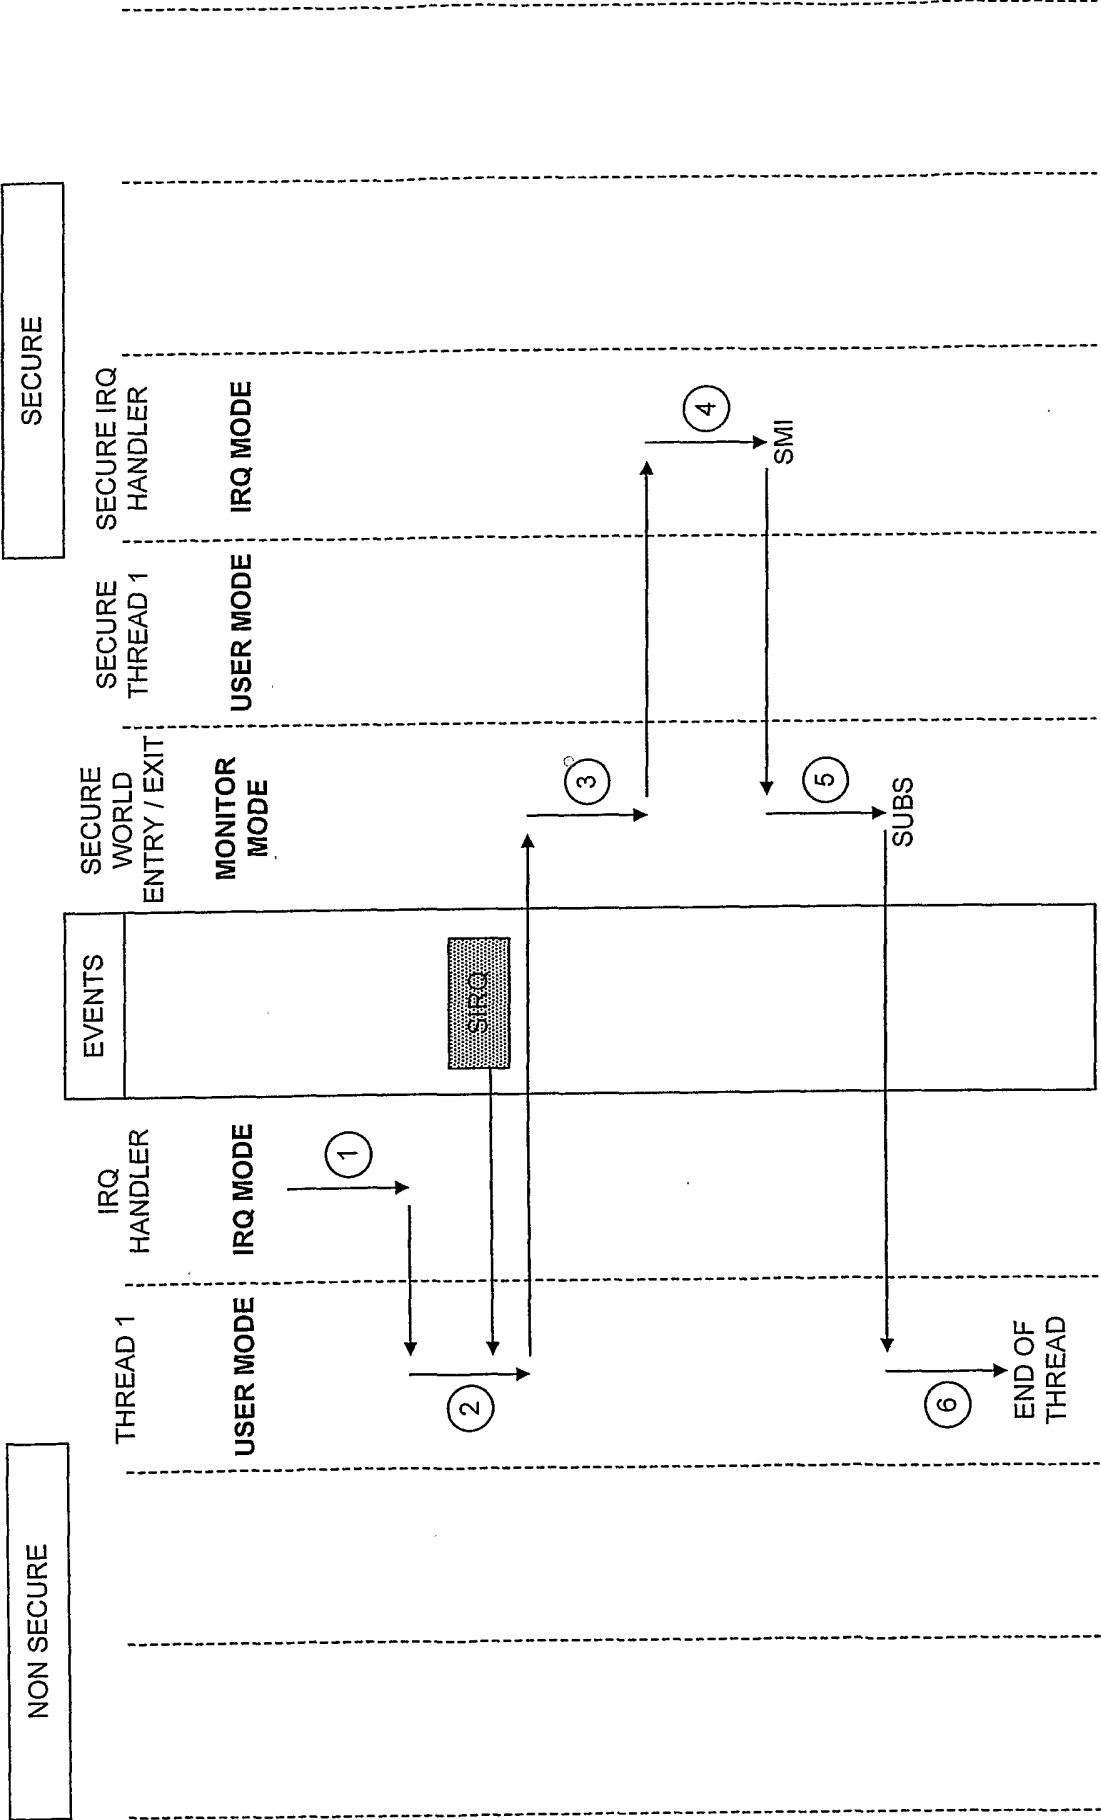 NON SECURE
SECURE
EVENTS
THREAD 1
USER MODE
IRQ
HANDLER
IRQ MODE
SECURE
WORLD
ENTRY / EXIT
MONITOR
MODE
SECURE
THREAD 1
USER MODE
SECURE IRQ
HANDLER
IRQ MODE
1
2
SIRQ
3
4
SMI
5
SUBS
6
END OF
THREAD